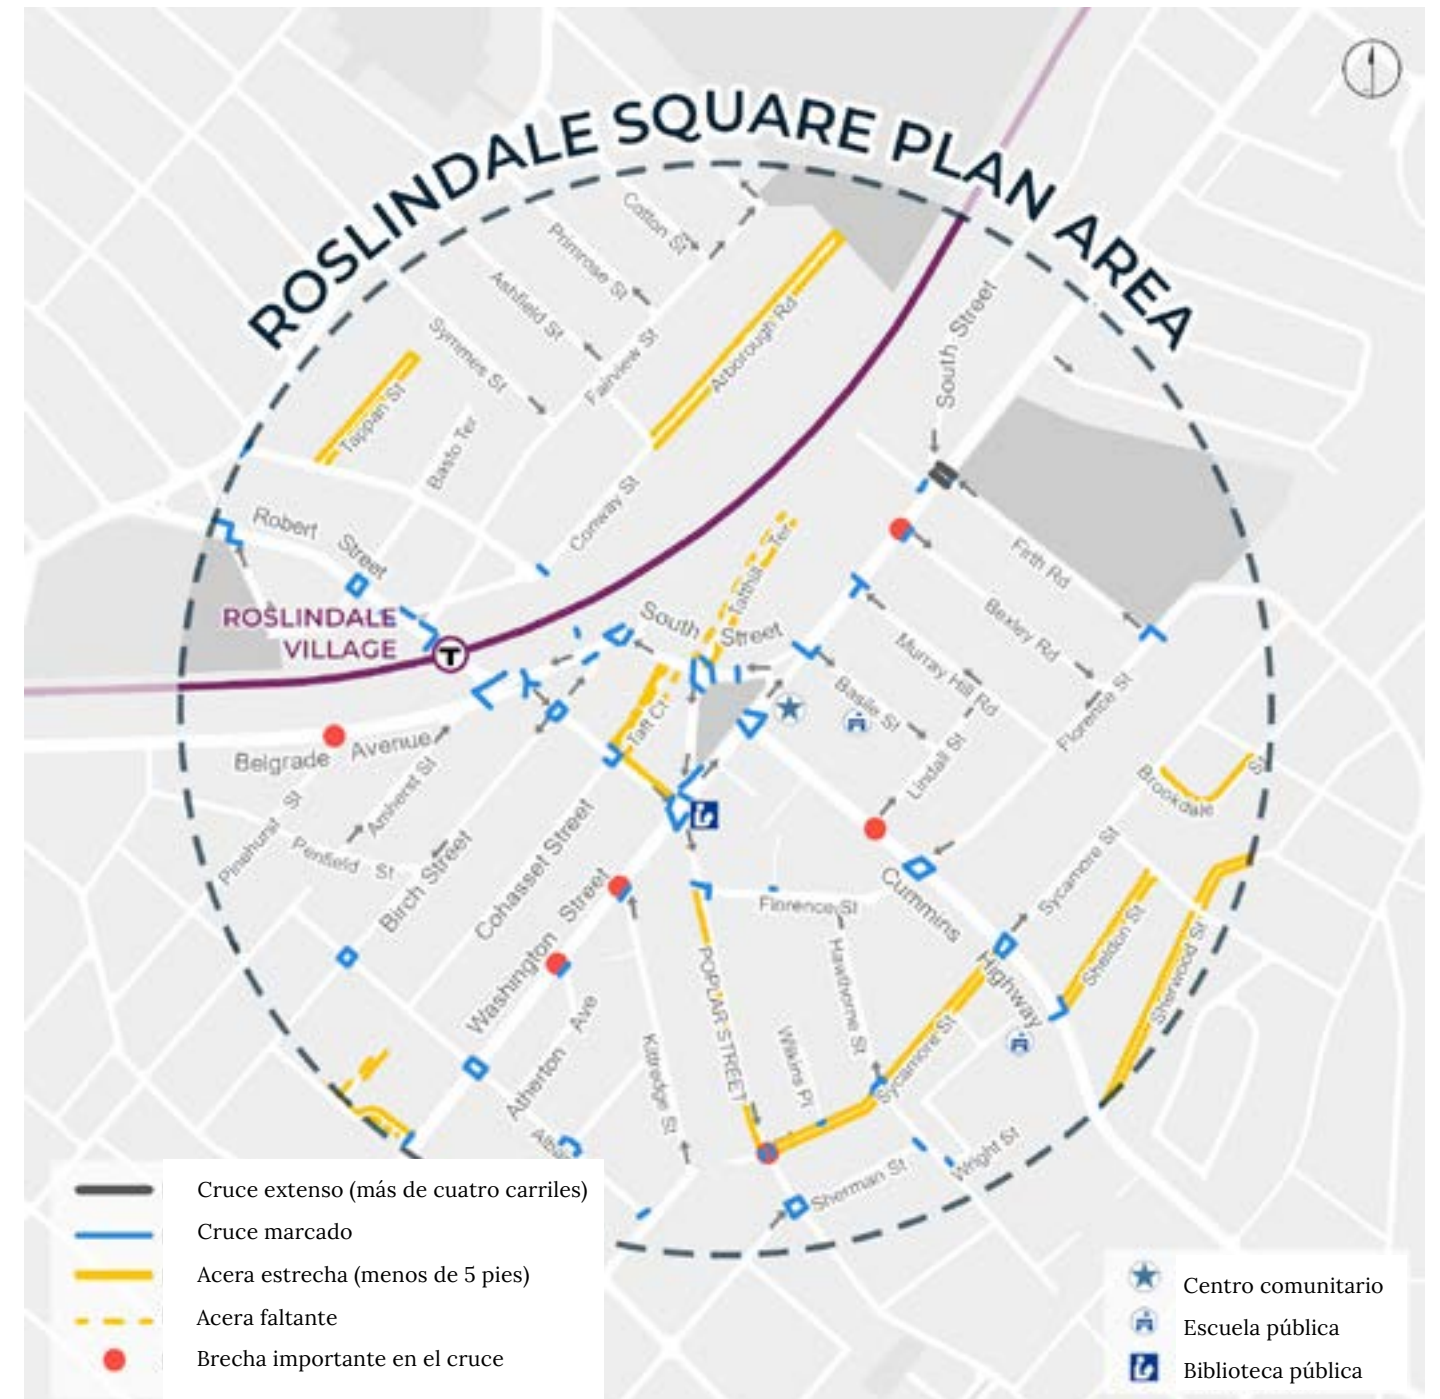 ROSLINDALE SQUARE PLAN AREA
Cotton St
Primrose St
Ashfield St
Symmes St
Fairview St
Arborough Rd
South Street
Tappan St
Basto Ter
Conway St
Robert Street
Firth Rd
Taft Ct
South Street
ROSLINDALE
VILLAGE
T
Bexley Rd
Murray Hill Rd
Basile St
Florence St
Lindall St
Belgrade Avenue
Amherst St
Pinehurst St
Penfield St
Birch Street
Cohasset Street
Washington Street
Brookdale St
Sycamore St
Cummins Highway
Florence St
Sheldon St
Sherwood St
POPLAR STREET
Hawthorne St
Wilkins Pl
Sycamore St
Atherton Ave
Kittredge St
Sherman St
Wright St
Cruce extenso (más de cuatro carriles)
Cruce marcado
Acera estrecha (menos de 5 pies)
Acera faltante
Brecha importante en el cruce
Centro comunitario
Escuela pública
Biblioteca pública